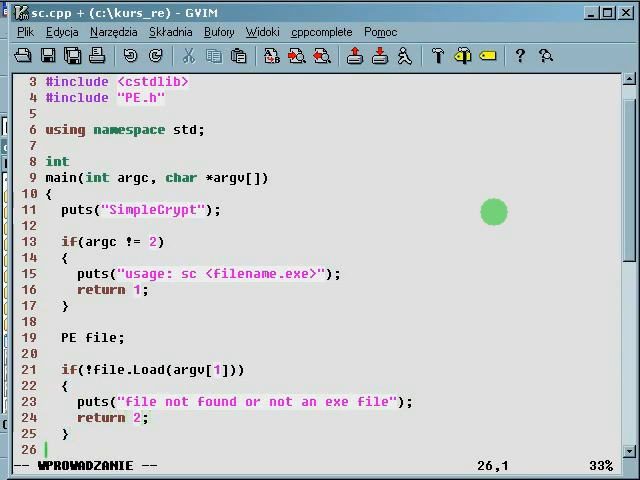 sc.cpp + (c:\kurs_re) - GVIM
Plik Edycja Narzędzia Składnia Bufory Widoki cppcomplete Pomoc
3 #include <cstdlib>
4 #include "PE.h"
5
6 using namespace std;
7
8 int
9 main(int argc, char *argv[])
10 {
11 puts("SimpleCrypt");
12
13 if(argc != 2)
14 {
15 puts("usage: sc <filename.exe>");
16 return 1;
17 }
18
19 PE file;
20
21 if(!file.Load(argv[1]))
22 {
23 puts("file not found or not an exe file");
24 return 2;
25 }
26
-- WPROWADZANIE -- 26,1 33%